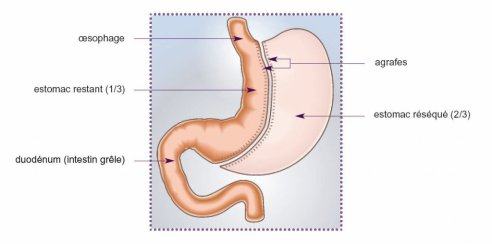 œsophage
agrafes
estomac restant (1/3)
estomac réséqué (2/3)
duodénum (intestin grêle)